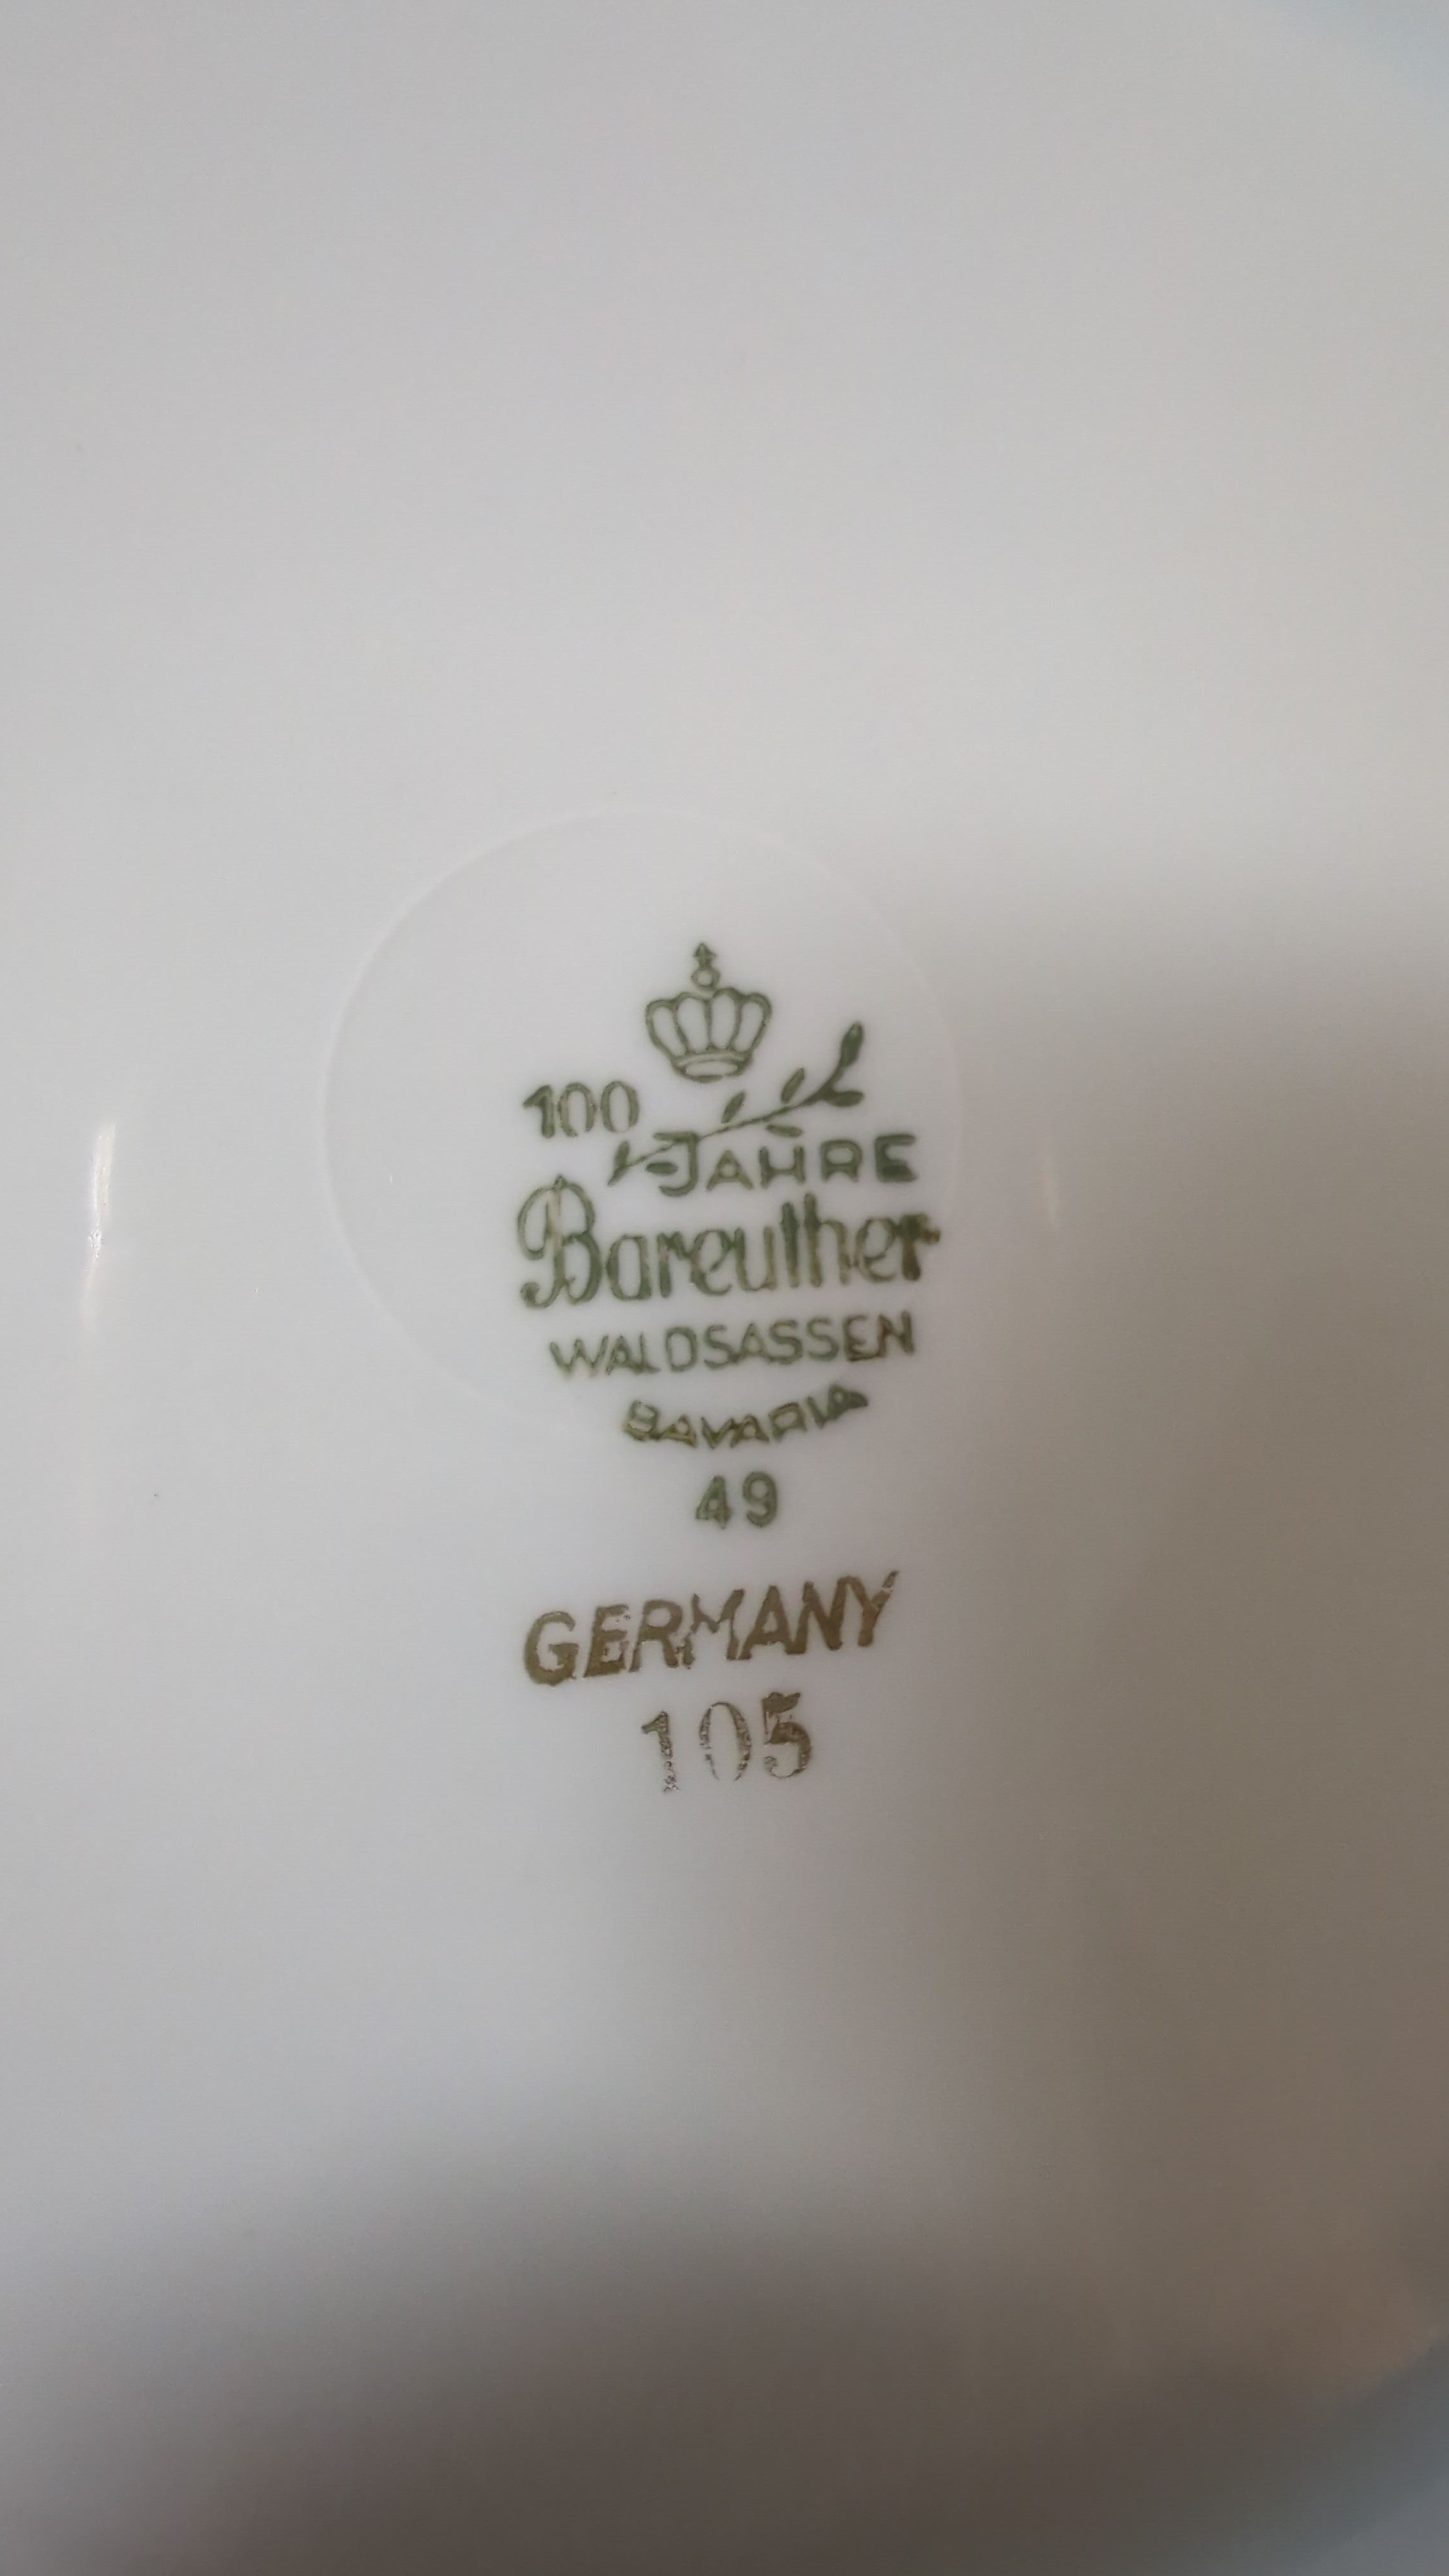 100
JAHRE
Bareuther
WALDSASSEN
BAVARIA
49
GERMANY
105